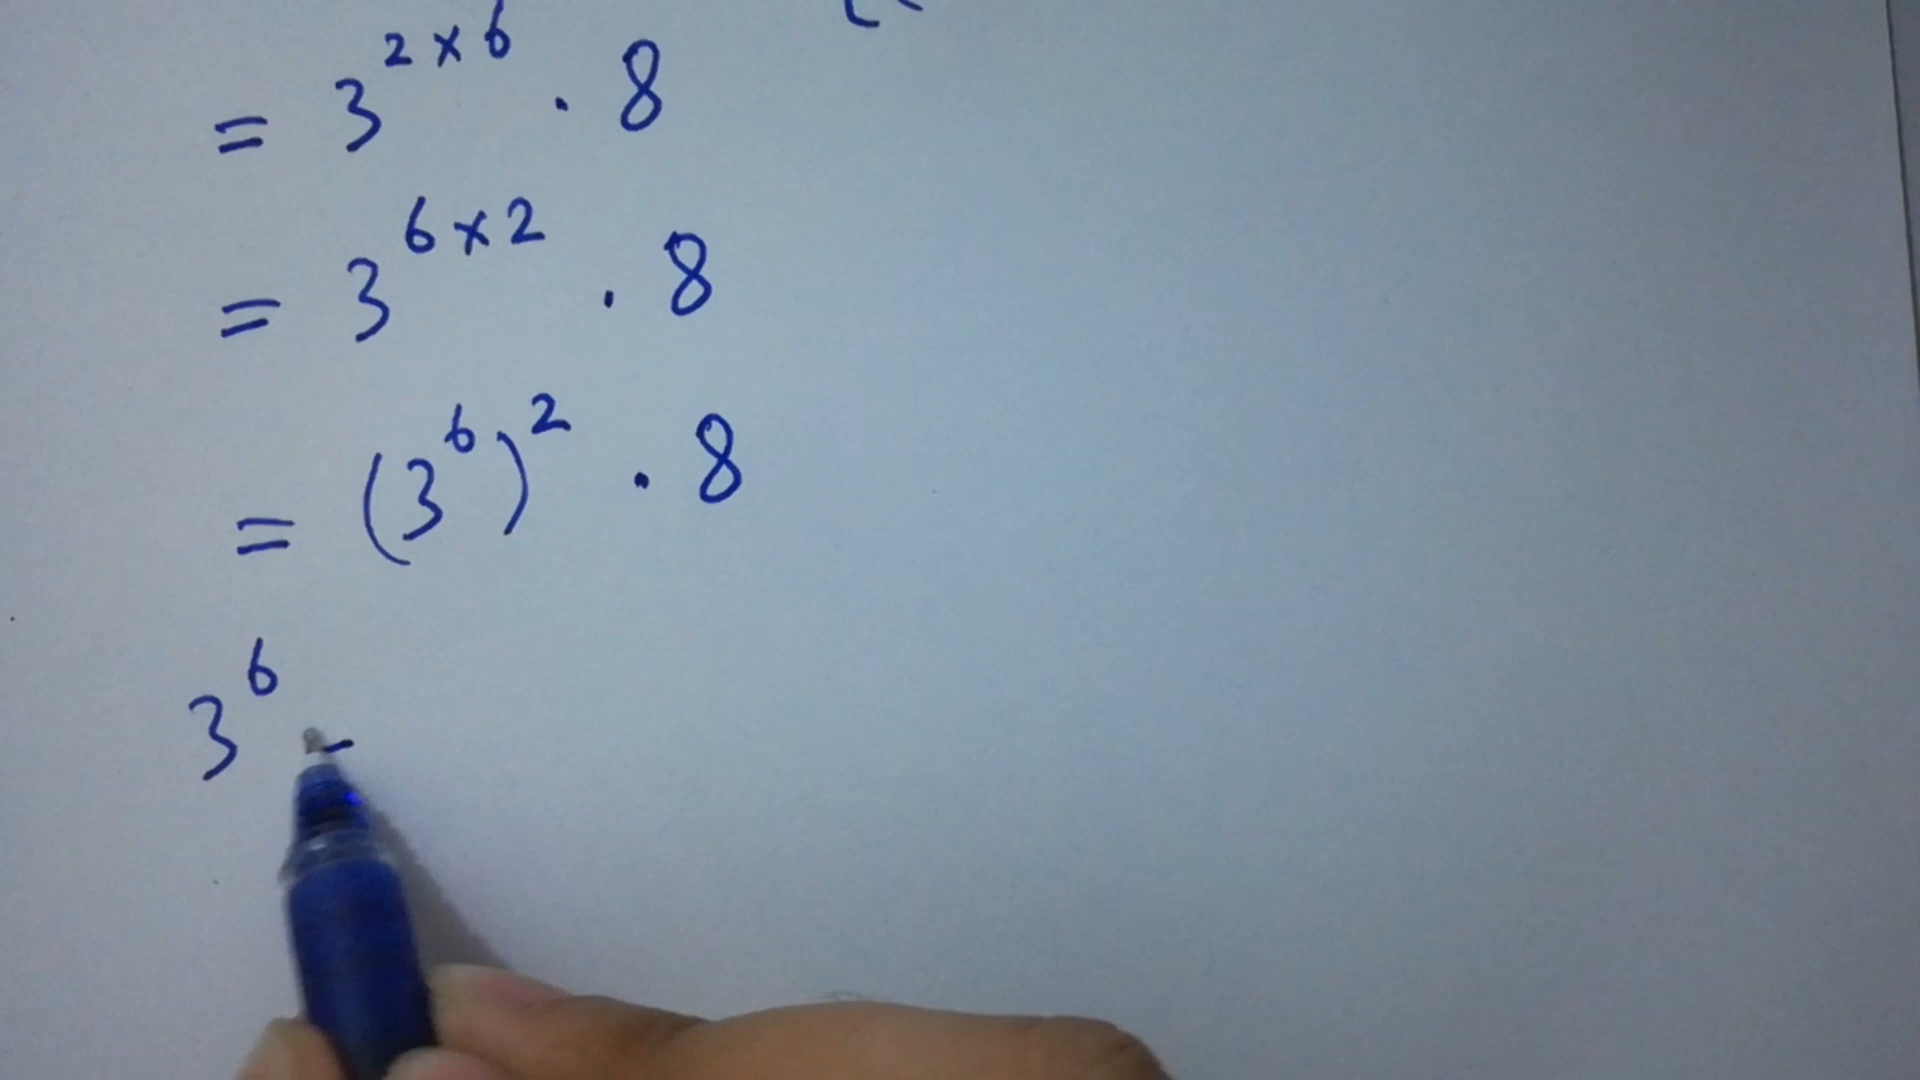 = 3^{2×6} · 8
= 3^{6×2} · 8
= (3^6)^2 · 8
3^6 -